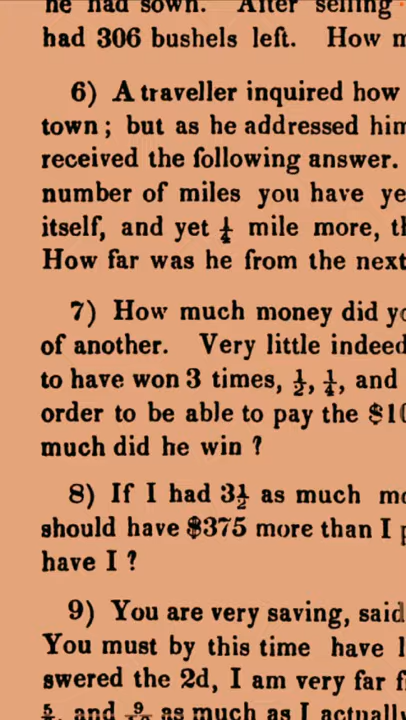 he had sown. After selling
had 306 bushels left. How m
6) A traveller inquired how
town; but as he addressed him
received the following answer.
number of miles you have ye
itself, and yet ¼ mile more, th
How far was he from the next
7) How much money did yo
of another. Very little indeed
to have won 3 times, ½, ¼, and
order to be able to pay the $10
much did he win?
8) If I had 3½ as much mo
should have $375 more than I p
have I?
9) You are very saving, said
You must by this time have l
swered the 2d, I am very far f
and as much as I actually